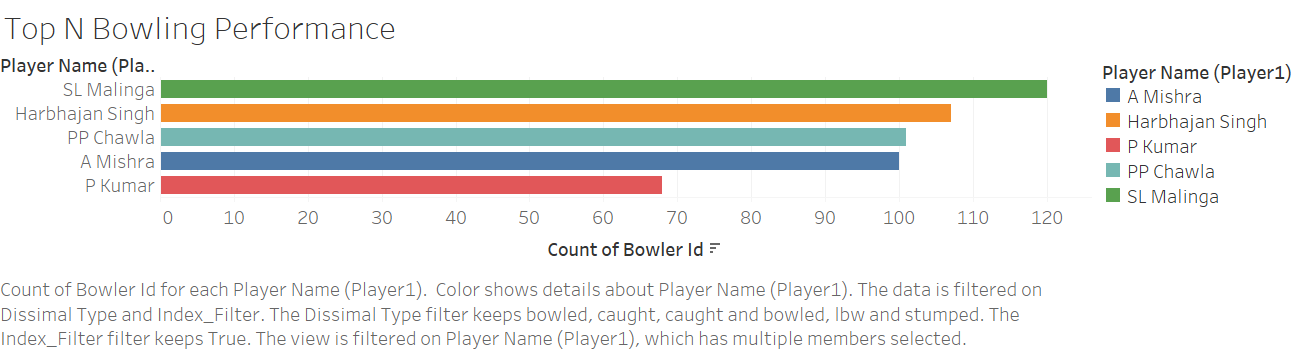 Top N Bowling Performance
Player Name (Pla..
SL Malinga
Harbhajan Singh
PP Chawla
A Mishra
P Kumar
0 10 20 30 40 50 60 70 80 90 100 110 120
Count of Bowler Id
Player Name (Player1)
A Mishra
Harbhajan Singh
P Kumar
PP Chawla
SL Malinga
Count of Bowler Id for each Player Name (Player1).  Color shows details about Player Name (Player1). The data is filtered on
Dissimal Type and Index_Filter. The Dissimal Type filter keeps bowled, caught, caught and bowled, lbw and stumped. The
Index_Filter filter keeps True. The view is filtered on Player Name (Player1), which has multiple members selected.